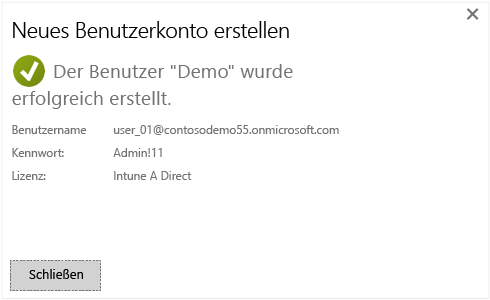 Neues Benutzerkonto erstellen
Der Benutzer "Demo" wurde
erfolgreich erstellt.
Benutzername user_01@contosodemo55.onmicrosoft.com
Kennwort: Admin!11
Lizenz: Intune A Direct
Schließen